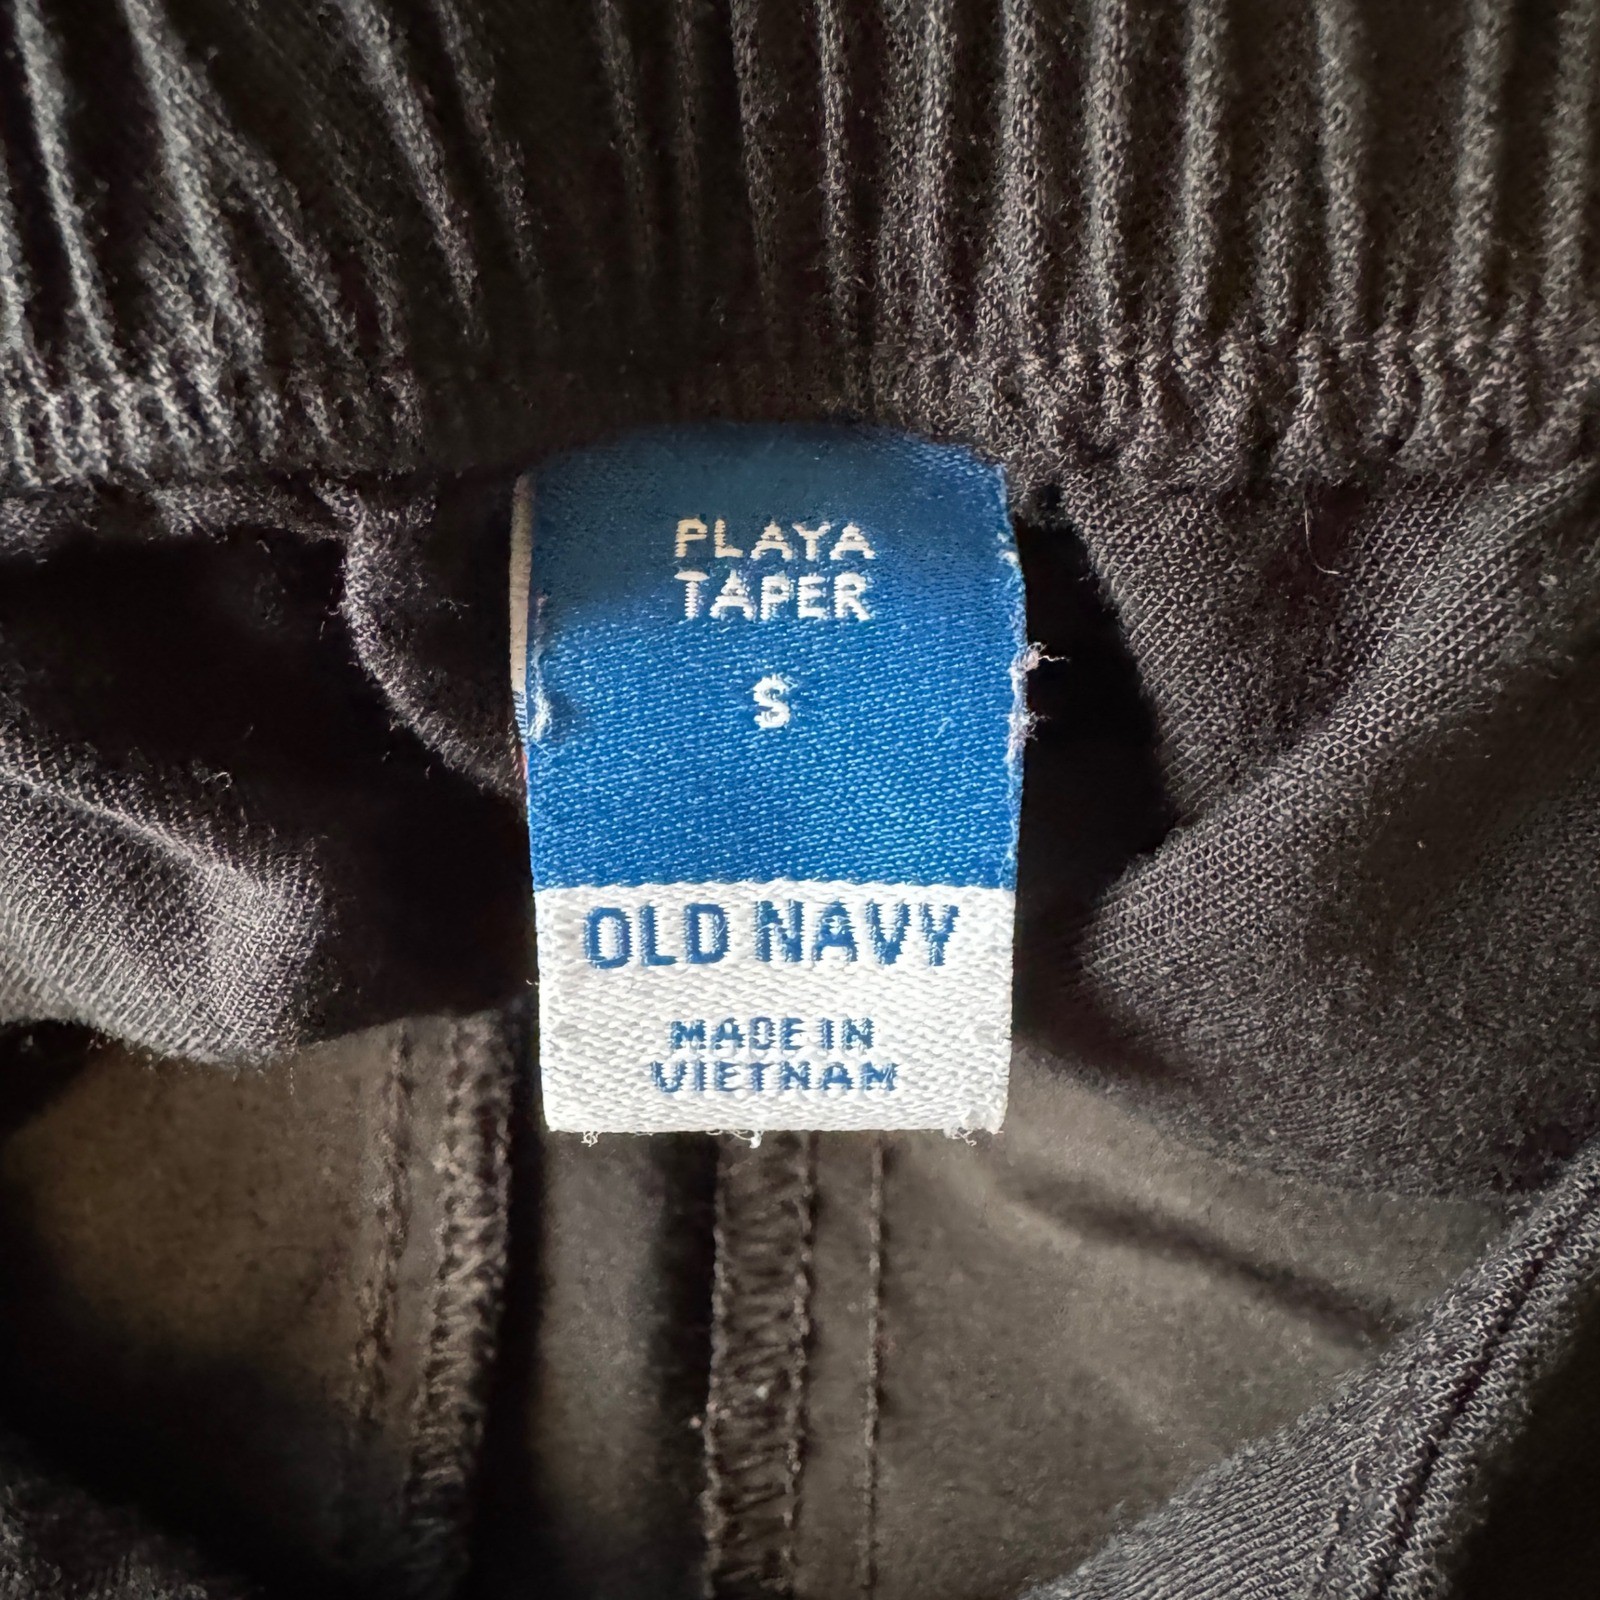 PLAYA
TAPER
S
OLD NAVY
MADE IN
VIETNAM